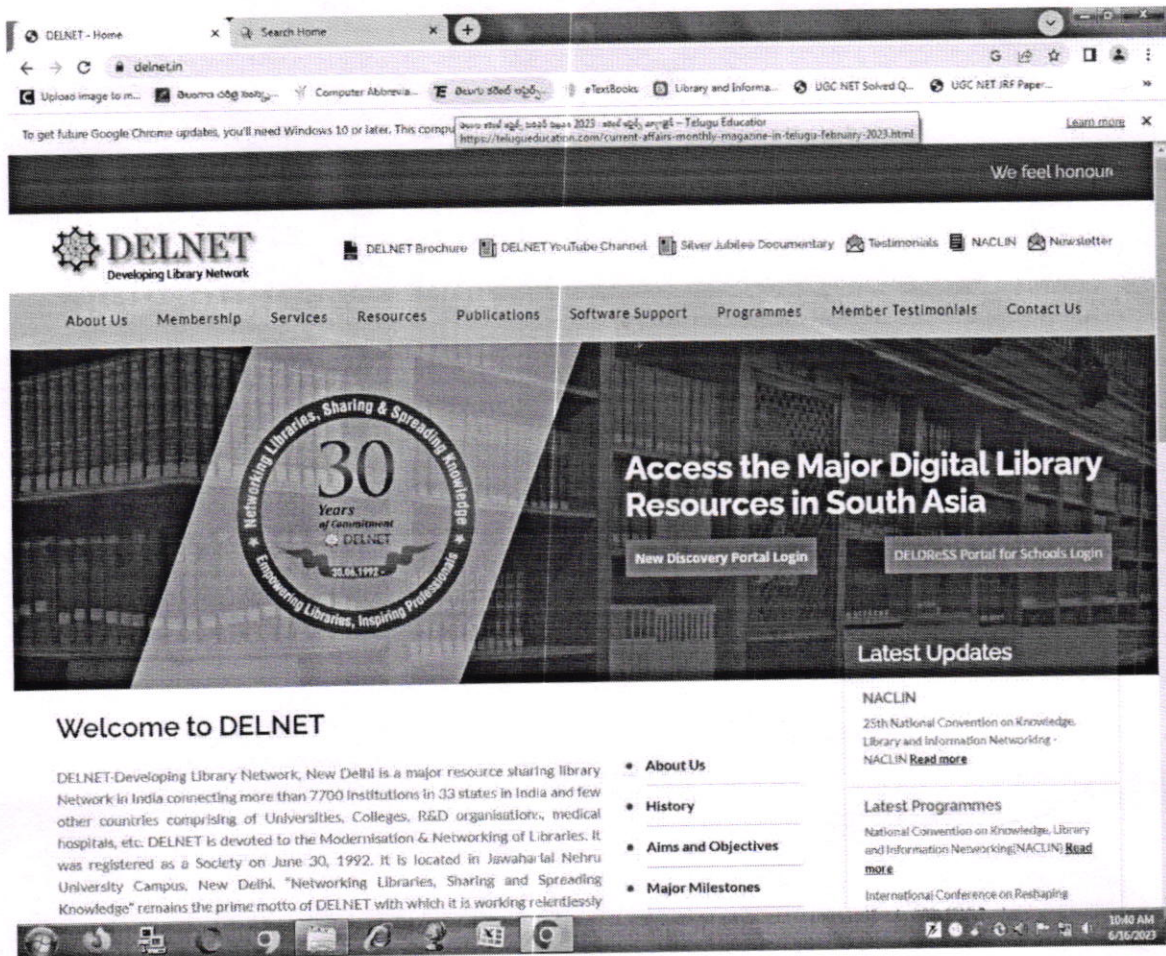 DELNET - Home
Search Home
delnet.in
Upload image to m...
Computer Abbrevia...
eTextBooks
Library and Informa...
UGC NET Solved Q...
UGC NET JRF Paper...
To get future Google Chrome updates, you'll need Windows 10 or later. This compu
2023
– Telugu Education
Learn more
https://telugueducation.com/current-affairs-monthly-magazine-in-telugu-february-2023.html
We feel honour
DELNET
Developing Library Network
DELNET Brochure
DELNET YouTube Channel
Silver Jubilee Documentary
Testimonials
NACLIN
Newsletter
About Us
Membership
Services
Resources
Publications
Software Support
Programmes
Member Testimonials
Contact Us
Networking Libraries, Sharing & Spreading Knowledge
30
Years
of Commitment
DELNET
30.06.1992 -
Empowering Libraries, Inspiring Professionals
Access the Major Digital Library
Resources in South Asia
New Discovery Portal Login
DELDReSS Portal for Schools Login
Latest Updates
NACLIN
25th National Convention on Knowledge,
Library and Information Networking -
NACLIN Read more
Latest Programmes
National Convention on Knowledge, Library
and Information Networking(NACLIN) Read
more
International Conference on Reshaping
Welcome to DELNET
DELNET-Developing Library Network, New Delhi is a major resource sharing library
Network in India connecting more than 7700 Institutions in 33 states in India and few
other countries comprising of Universities, Colleges, R&D organisations, medical
hospitals, etc. DELNET is devoted to the Modernisation & Networking of Libraries. It
was registered as a Society on June 30, 1992. It is located in Jawaharlal Nehru
University Campus, New Delhi. "Networking Libraries, Sharing and Spreading
Knowledge" remains the prime motto of DELNET with which it is working relentlessly
About Us
History
Aims and Objectives
Major Milestones
10:40 AM
6/16/2023